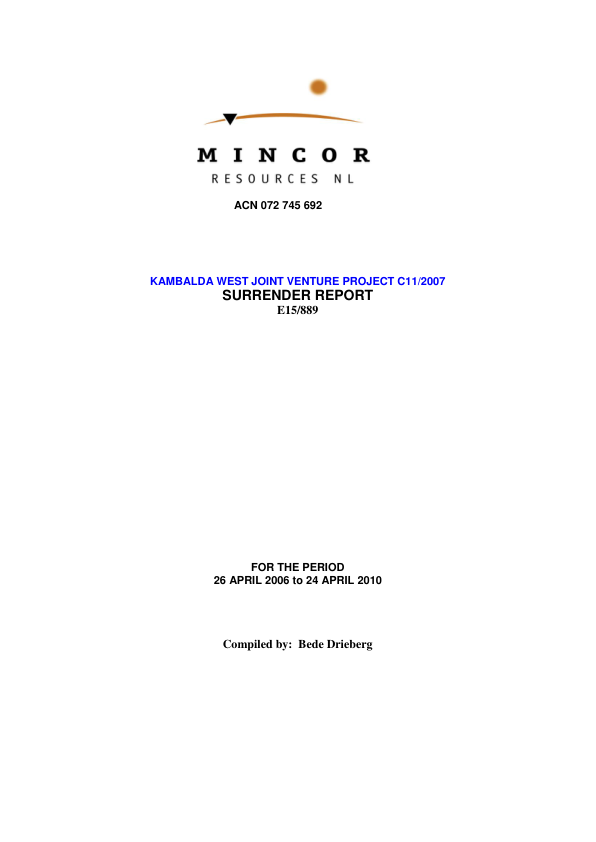 MINCOR
RESOURCES NL
ACN 072 745 692
KAMBALDA WEST JOINT VENTURE PROJECT C11/2007
SURRENDER REPORT
E15/889
FOR THE PERIOD
26 APRIL 2006 to 24 APRIL 2010
Compiled by: Bede Drieberg